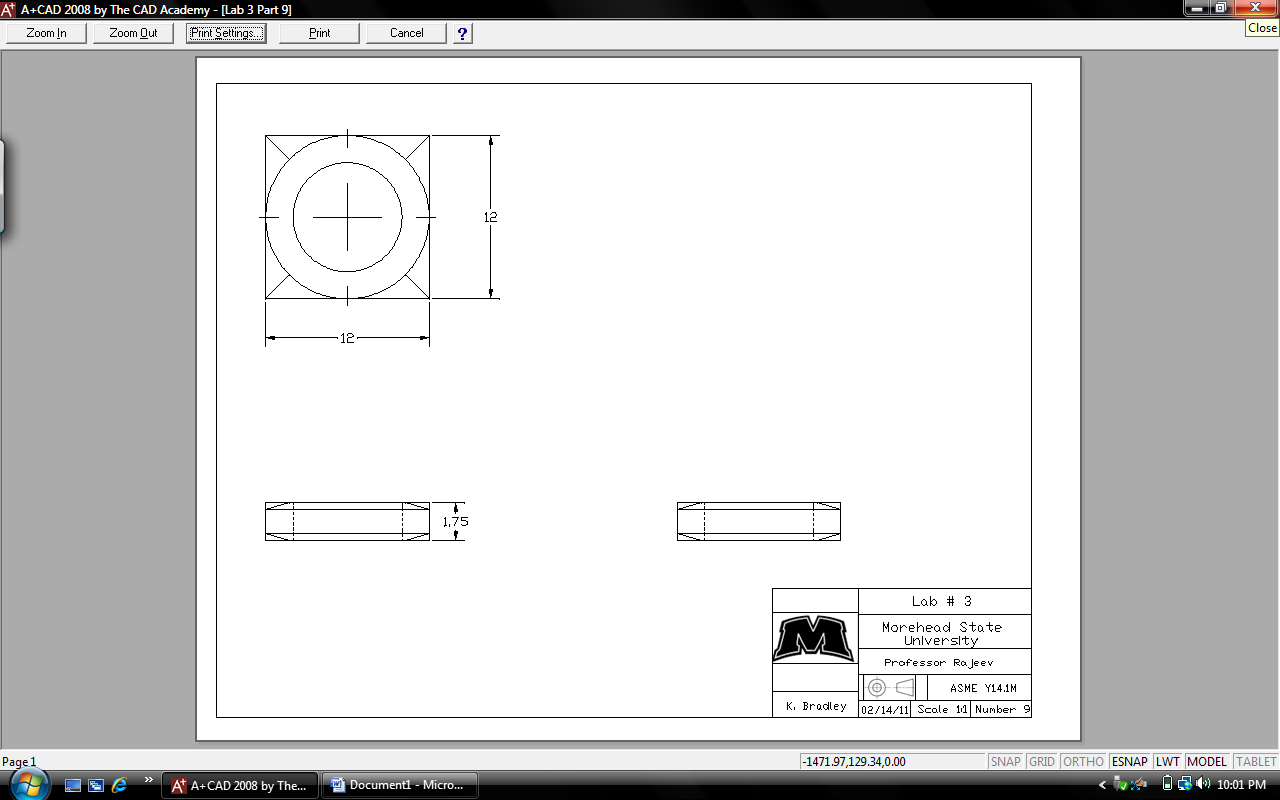 A+CAD 2008 by The CAD Academy - [Lab 3 Part 9]
Zoom In Zoom Out Print Settings... Print Cancel ?
Close
12
12
1.75
Lab # 3
Morehead State
University
Professor Rajeev
ASME Y14.1M
K. Bradley 02/14/11 Scale 1:1 Number 9
Page 1 -1471.97,129.34,0.00 SNAP GRID ORTHO ESNAP LWT MODEL TABLET
A+CAD 2008 by The... Document1 - Micro... 10:01 PM